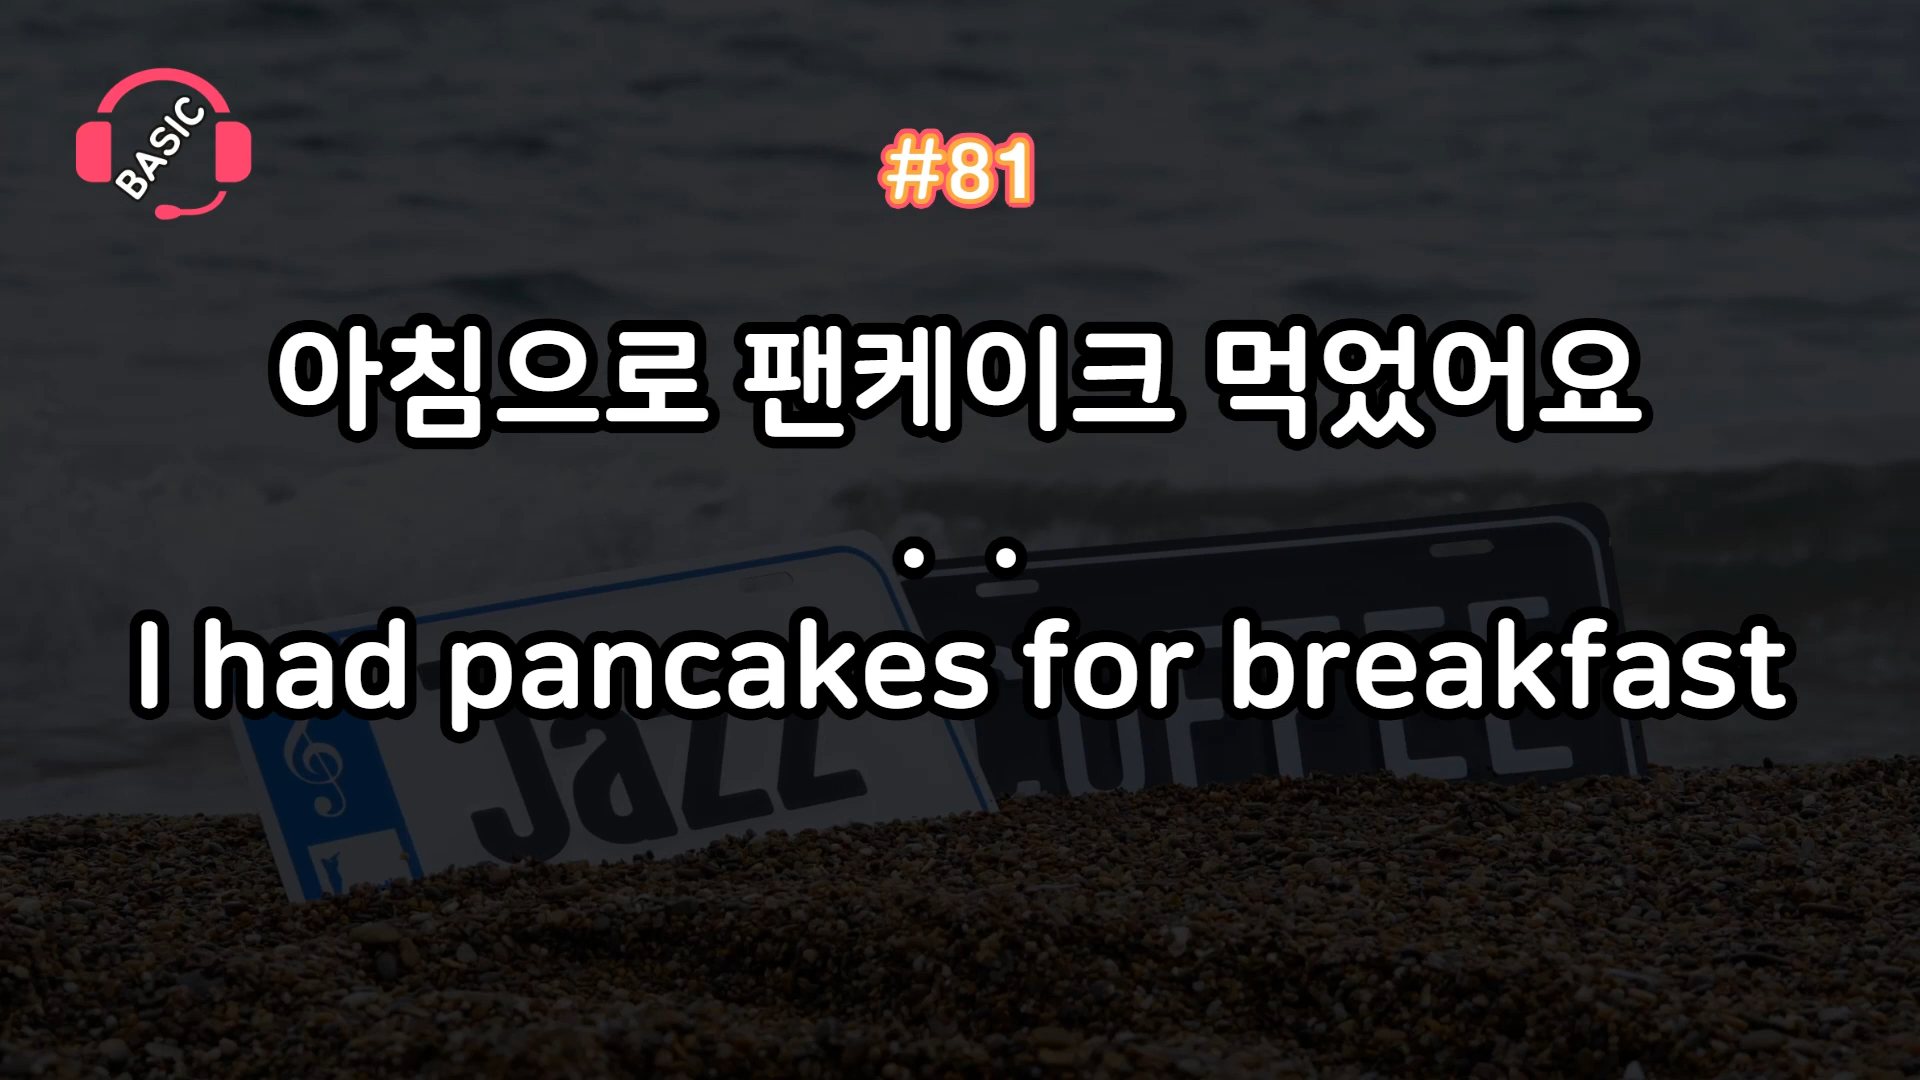 BASIC
#81
아침으로 팬케이크 먹었어요
. .
I had pancakes for breakfast
Jazz
COFFEE